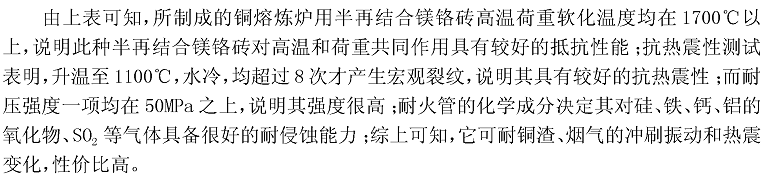 由上表可知,所制成的铜熔炼炉用半再结合镁铬砖高温荷重软化温度均在1700℃以
上,说明此种半再结合镁铬砖对高温和荷重共同作用具有较好的抵抗性能;抗热震性测试
表明,升温至1100℃,水冷,均超过8次才产生宏观裂纹,说明其具有较好的抗热震性;而耐
压强度一项均在50MPa之上,说明其强度很高;耐火管的化学成分决定其对硅、铁、钙、铝的
氧化物、SO₂等气体具备很好的耐侵蚀能力;综上可知,它可耐铜渣、烟气的冲刷振动和热震
变化,性价比高。